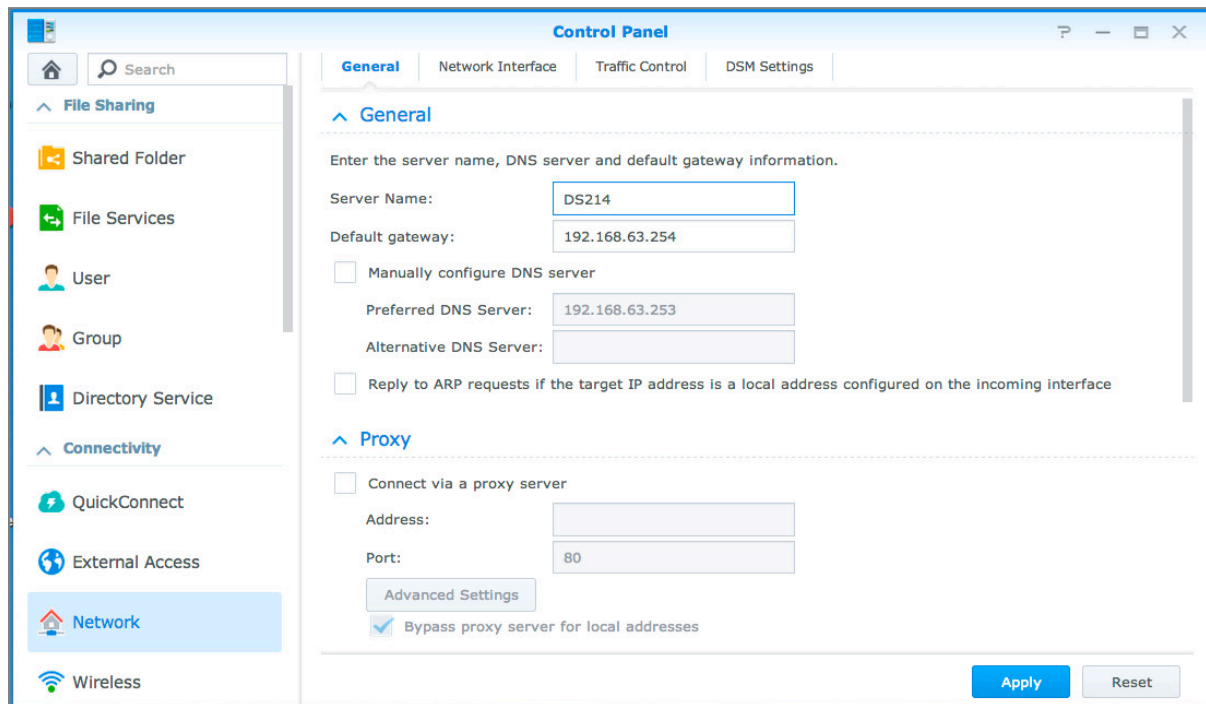 Control Panel
Search
File Sharing
Shared Folder
File Services
User
Group
Directory Service
Connectivity
QuickConnect
External Access
Network
Wireless
General Network Interface Traffic Control DSM Settings
General
Enter the server name, DNS server and default gateway information.
Server Name: DS214
Default gateway: 192.168.63.254
Manually configure DNS server
Preferred DNS Server: 192.168.63.253
Alternative DNS Server:
Reply to ARP requests if the target IP address is a local address configured on the incoming interface
Proxy
Connect via a proxy server
Address:
Port: 80
Advanced Settings
Bypass proxy server for local addresses
Apply Reset